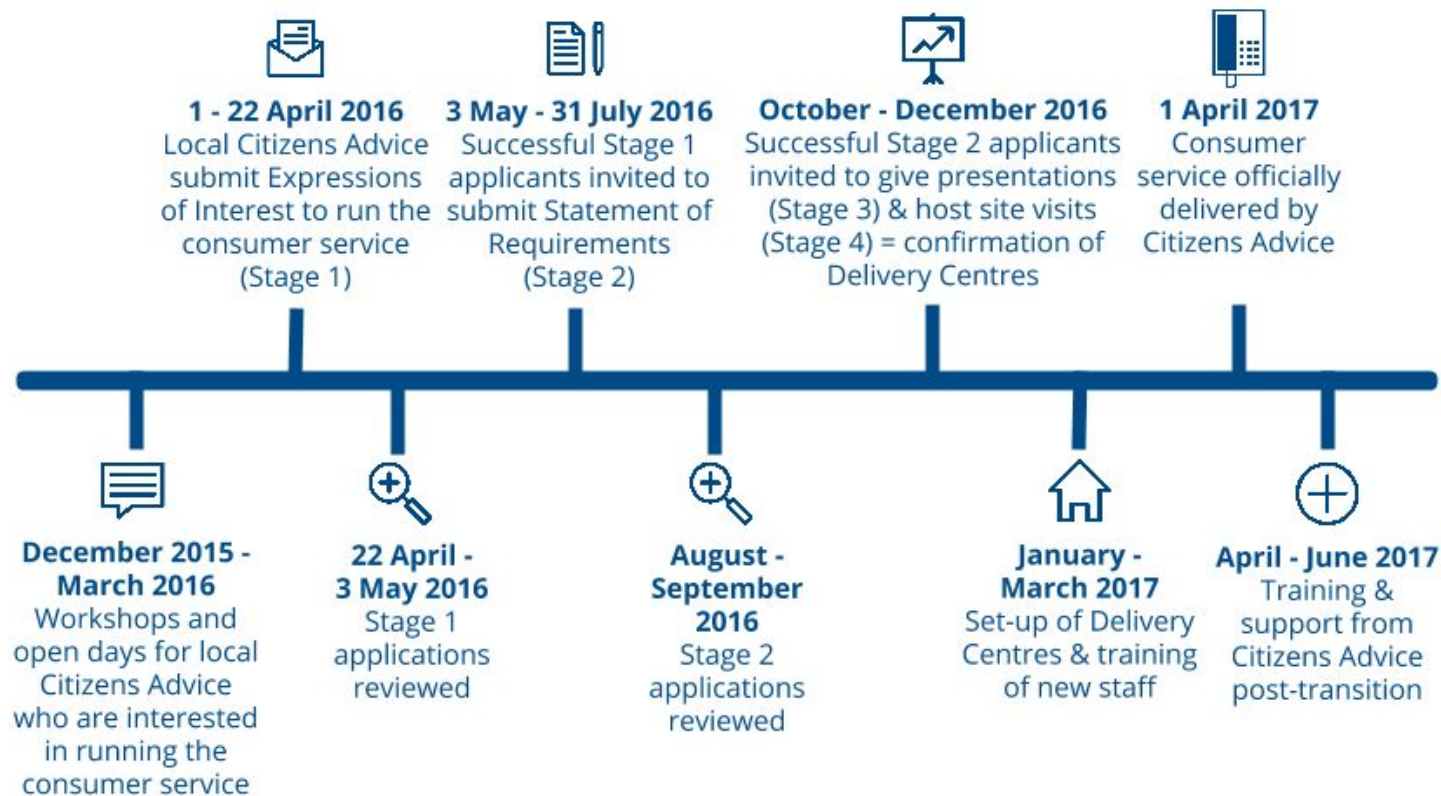 1 - 22 April 2016
Local Citizens Advice
submit Expressions
of Interest to run the
consumer service
(Stage 1)
3 May - 31 July 2016
Successful Stage 1
applicants invited to
submit Statement of
Requirements
(Stage 2)
October - December 2016
Successful Stage 2 applicants
invited to give presentations
(Stage 3) & host site visits
(Stage 4) = confirmation of
Delivery Centres
1 April 2017
Consumer
service officially
delivered by
Citizens Advice
December 2015 -
March 2016
Workshops and
open days for local
Citizens Advice
who are interested
in running the
consumer service
22 April -
3 May 2016
Stage 1
applications
reviewed
August -
September
2016
Stage 2
applications
reviewed
January -
March 2017
Set-up of Delivery
Centres & training
of new staff
April - June 2017
Training &
support from
Citizens Advice
post-transition